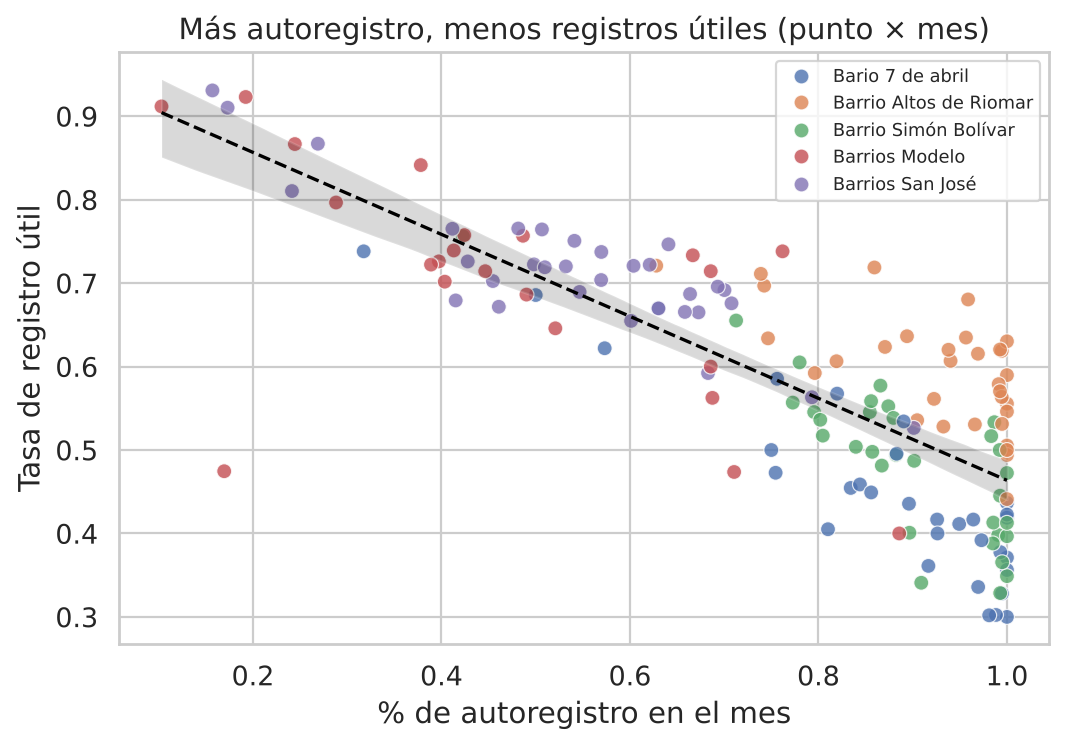 Más autoregistro, menos registros útiles (punto × mes)
Bario 7 de abril
Barrio Altos de Riomar
Barrio Simón Bolívar
Barrios Modelo
Barrios San José
Tasa de registro útil
0.9
0.8
0.7
0.6
0.5
0.4
0.3
0.2
0.4
0.6
0.8
1.0
% de autoregistro en el mes